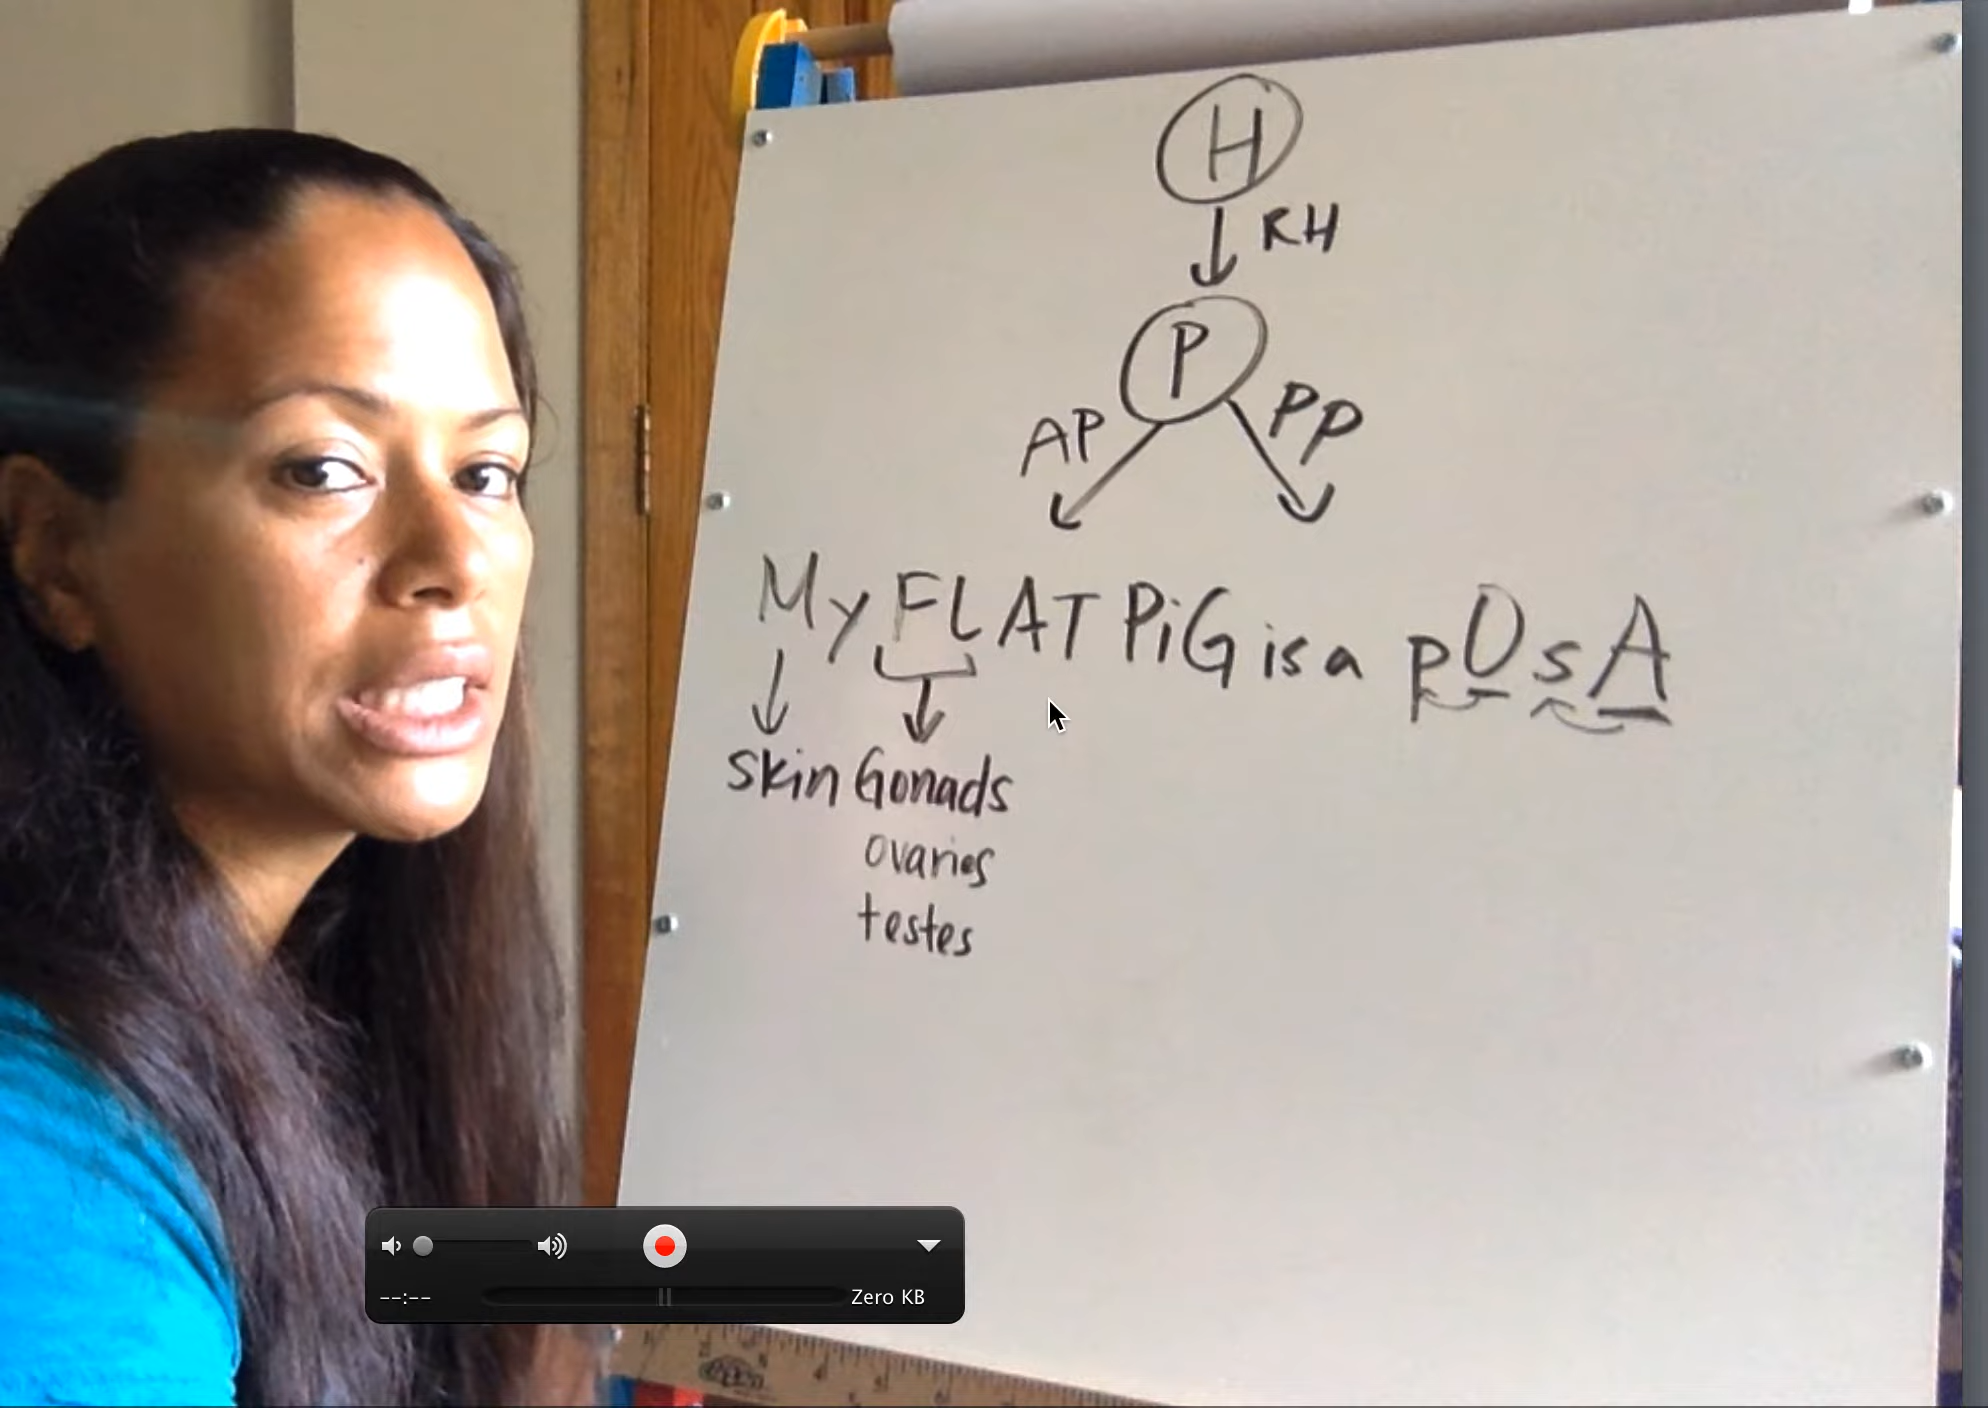 H
RH
P
AP PP
My FLAT PiG is a pOsA
skin Gonads
ovaries
testes
--:-- Zero KB